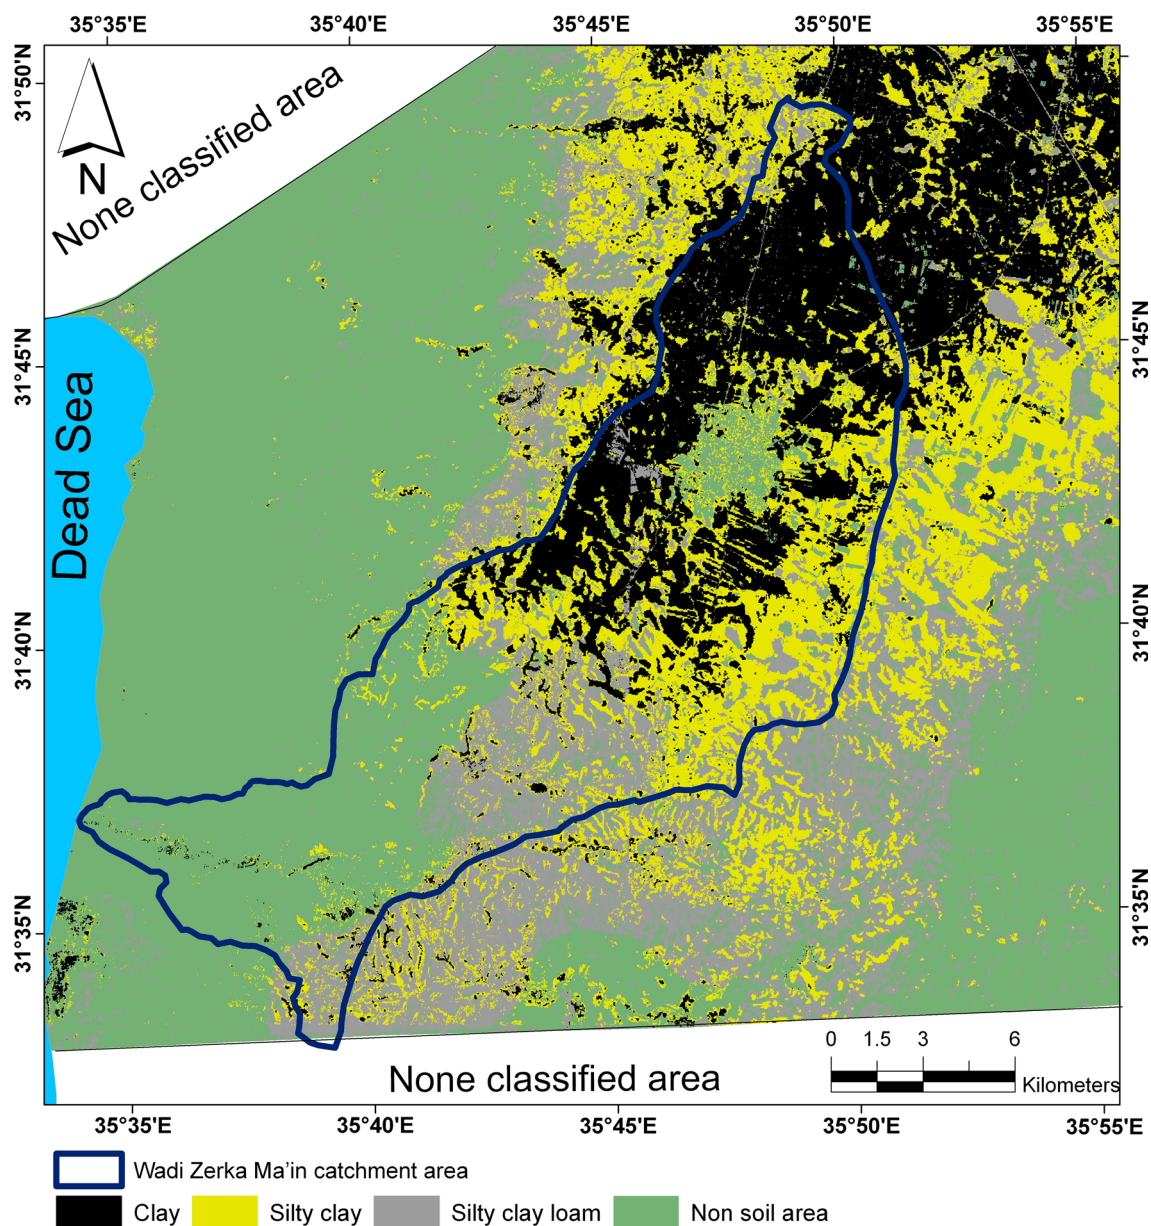 35°35'E 35°40'E 35°45'E 35°50'E 35°55'E
31°50'N
31°50'N
None classified area
N
31°45'N
31°45'N
Dead Sea
31°40'N
31°40'N
31°35'N
31°35'N
0 1.5 3 6
Kilometers
None classified area
35°35'E 35°40'E 35°45'E 35°50'E 35°55'E
Wadi Zerka Ma'in catchment area
Clay Silty clay Silty clay loam Non soil area